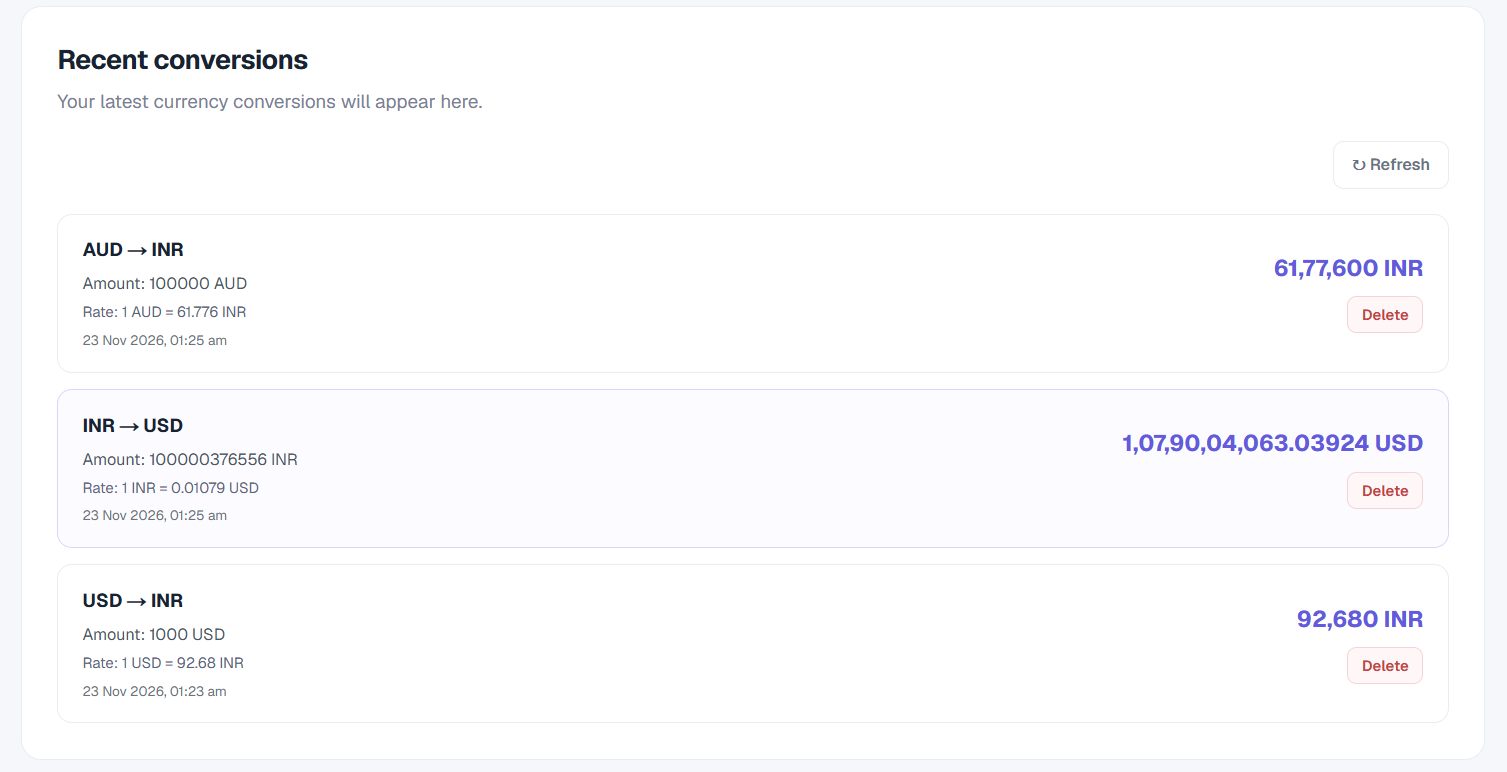 Recent conversions
Your latest currency conversions will appear here.
↻ Refresh
AUD → INR
Amount: 100000 AUD
Rate: 1 AUD = 61.776 INR
23 Nov 2026, 01:25 am
61,77,600 INR
Delete
INR → USD
Amount: 100000376556 INR
Rate: 1 INR = 0.01079 USD
23 Nov 2026, 01:25 am
1,07,90,04,063.03924 USD
Delete
USD → INR
Amount: 1000 USD
Rate: 1 USD = 92.68 INR
23 Nov 2026, 01:23 am
92,680 INR
Delete